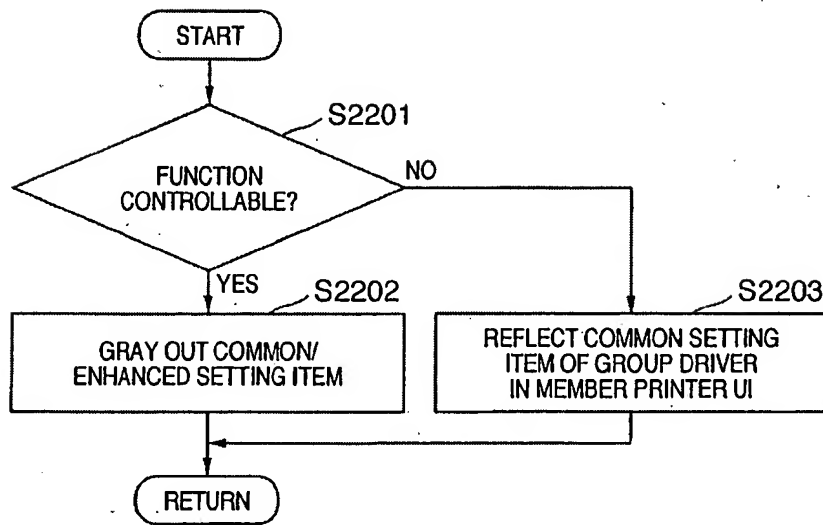 START
S2201
FUNCTION
CONTROLLABLE?
NO
YES
S2202
GRAY OUT COMMON/
ENHANCED SETTING ITEM
S2203
REFLECT COMMON SETTING
ITEM OF GROUP DRIVER
IN MEMBER PRINTER UI
RETURN